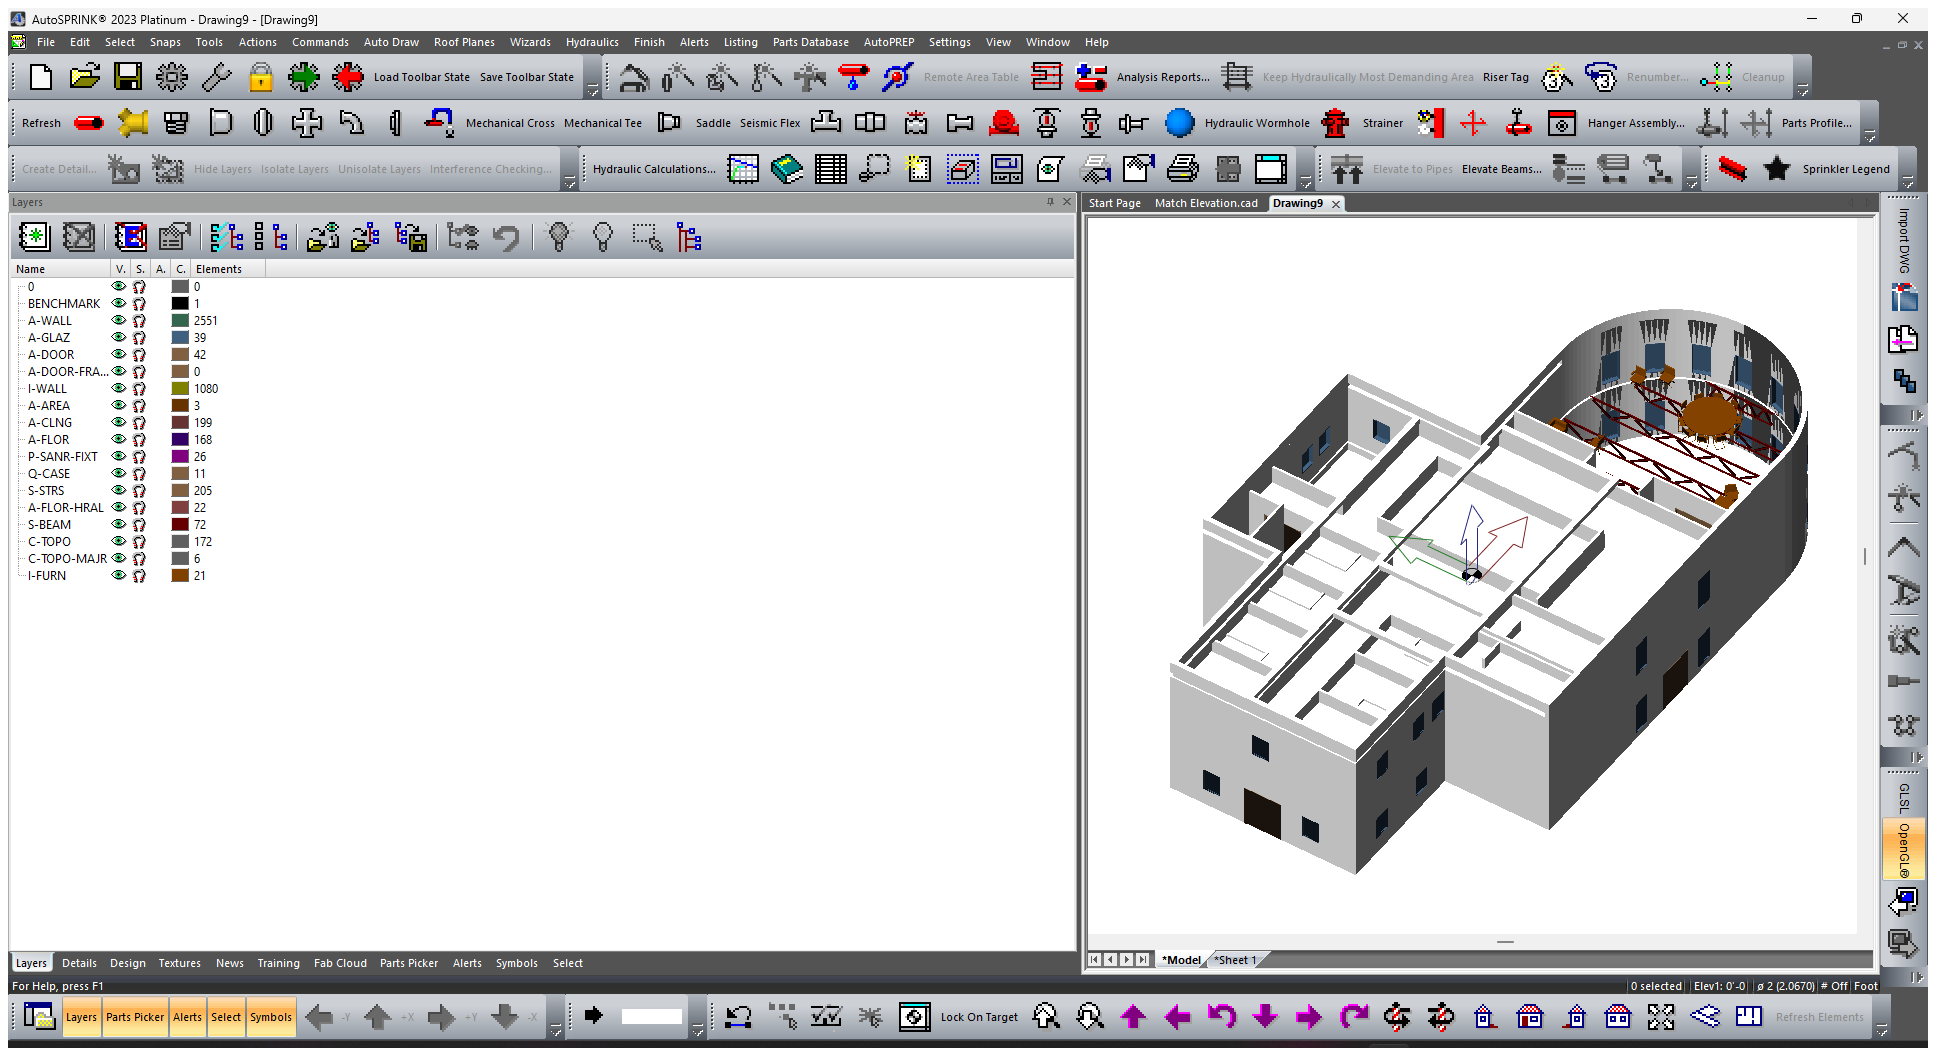 AutoSPRINK® 2023 Platinum - Drawing9 - [Drawing9]
File Edit Select Snaps Tools Actions Commands Auto Draw Roof Planes Wizards Hydraulics Finish Alerts Listing Parts Database AutoPREP Settings View Window Help
Load Toolbar State Save Toolbar State Remote Area Table Analysis Reports... Keep Hydraulically Most Demanding Area Riser Tag Renumber... Cleanup
Refresh Mechanical Cross Mechanical Tee Saddle Seismic Flex Hydraulic Wormhole Strainer Hanger Assembly... Parts Profile...
Create Detail... Hide Layers Isolate Layers Unisolate Layers Interference Checking... Hydraulic Calculations... Elevate to Pipes Elevate Beams... Sprinkler Legend
Layers
Start Page Match Elevation.cad Drawing9
Name V. S. A. C. Elements
0 0
BENCHMARK 1
A-WALL 2551
A-GLAZ 39
A-DOOR 42
A-DOOR-FRA... 0
I-WALL 1080
A-AREA 3
A-CLNG 199
A-FLOR 168
P-SANR-FIXT 26
Q-CASE 11
S-STRS 205
A-FLOR-HRAL 22
S-BEAM 72
C-TOPO 172
C-TOPO-MAJR 6
I-FURN 21
Import DWG
GLSL
OpenGL®
*Model *Sheet 1
Layers Details Design Textures News Training Fab Cloud Parts Picker Alerts Symbols Select
For Help, press F1
0 selected Elev1: 0'-0 ø 2 (2.0670) # Off Foot
Layers Parts Picker Alerts Select Symbols -Y +X +Y -X Lock On Target Refresh Elements